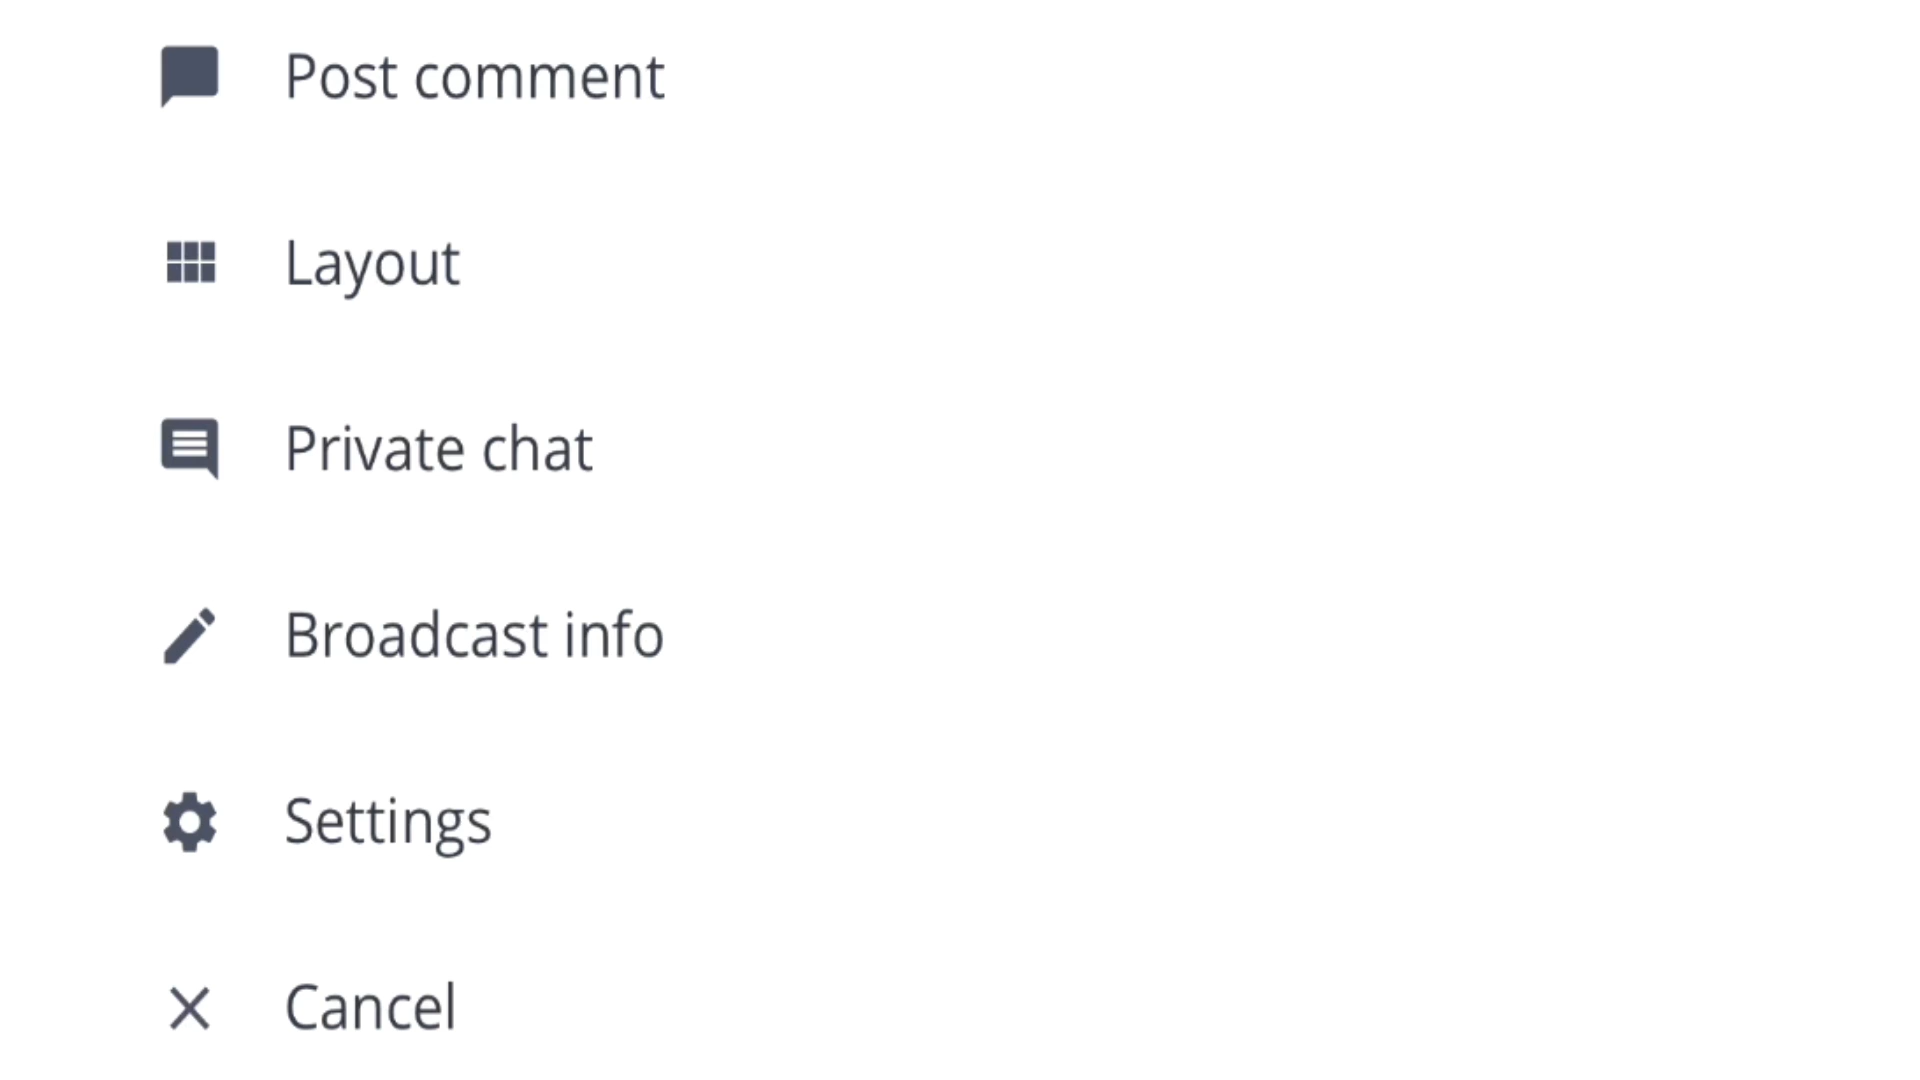 Post comment
Layout
Private chat
Broadcast info
Settings
Cancel